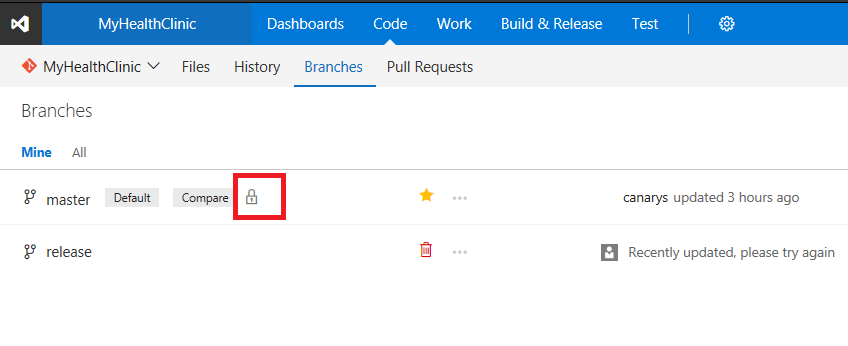 MyHealthClinic Dashboards Code Work Build & Release Test
MyHealthClinic Files History Branches Pull Requests
Branches
Mine All
master Default Compare ... canarys updated 3 hours ago
release ... Recently updated, please try again